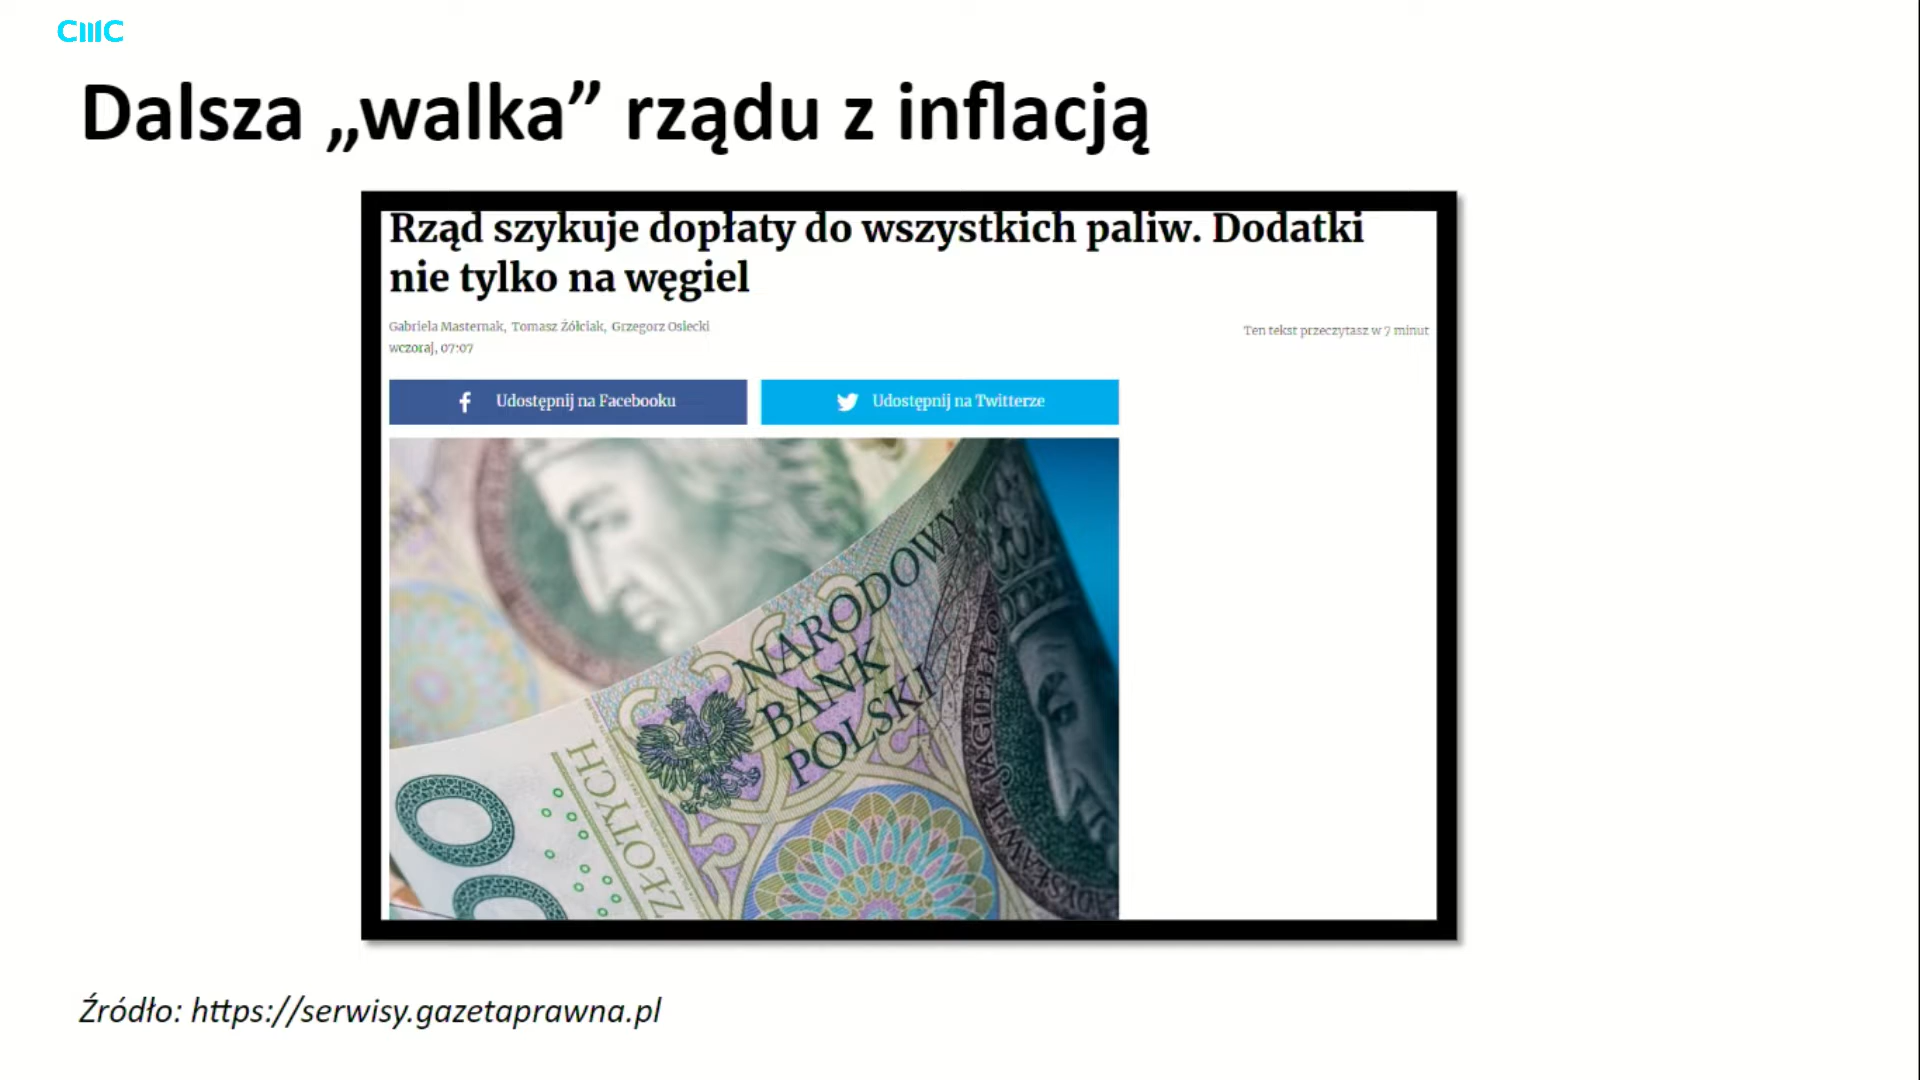 CMC
Dalsza „walka” rządu z inflacją
Rząd szykuje dopłaty do wszystkich paliw. Dodatki
nie tylko na węgiel
Gabriela Masternak, Tomasz Żółciak, Grzegorz Osiecki
Ten tekst przeczytasz w 7 minut
wczoraj, 07:07
Udostępnij na Facebooku
Udostępnij na Twitterze
NARODOWY
BANK
POLSKI
ZŁOTYCH
Źródło: https://serwisy.gazetaprawna.pl